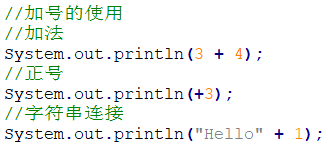 //加号的使用
//加法
System.out.println(3 + 4);
//正号
System.out.println(+3);
//字符串连接
System.out.println("Hello" + 1);